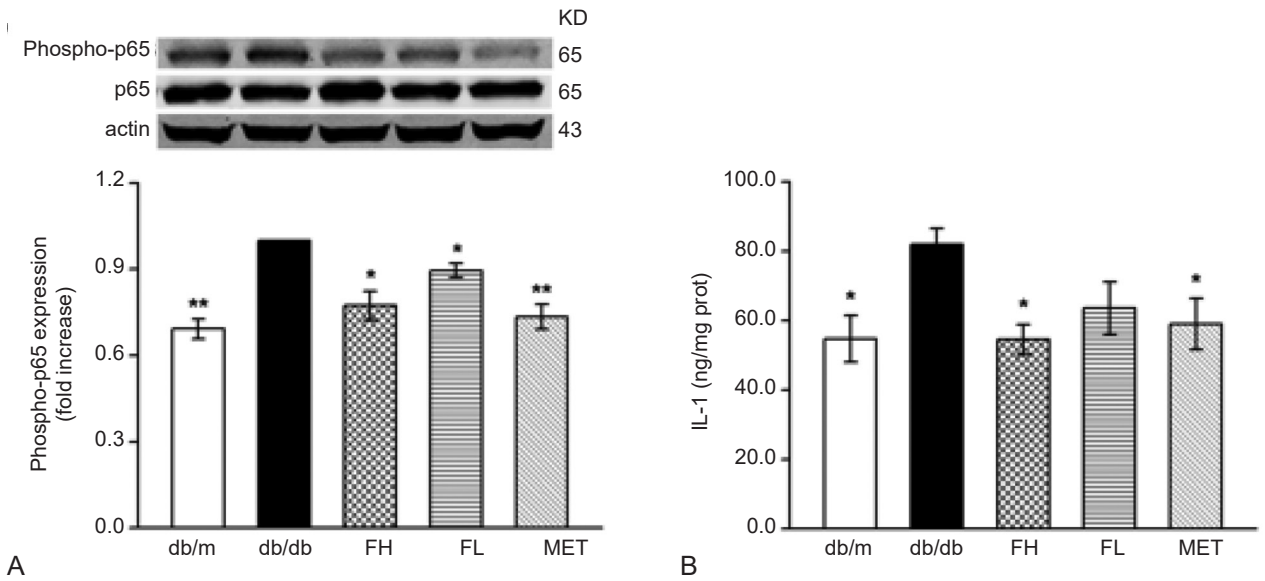 KD
Phospho-p65 65
p65 65
actin 43
1.2
0.9
0.6
0.3
0.0
Phospho-p65 expression
(fold increase)
**
*
*
**
db/m db/db FH FL MET
A
100.0
80.0
60.0
40.0
20.0
0.0
IL-1 (ng/mg prot)
*
*
*
db/m db/db FH FL MET
B